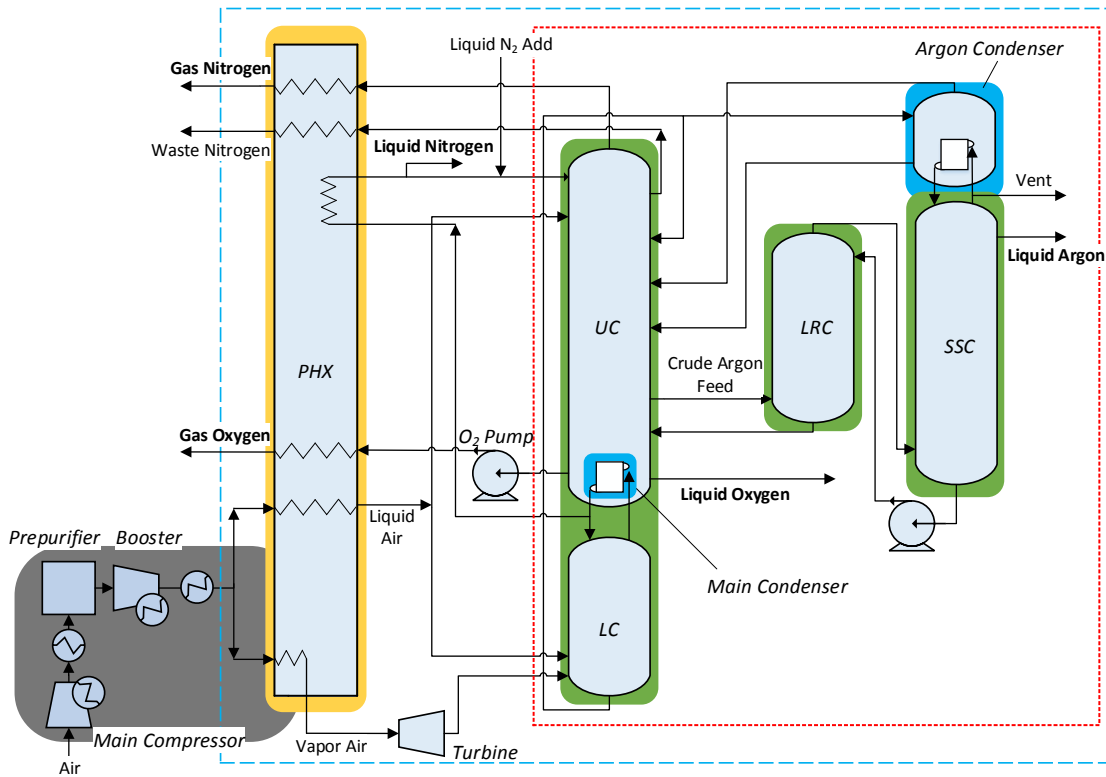 Liquid N2 Add
Argon Condenser
Gas Nitrogen
Waste Nitrogen
Liquid Nitrogen
Vent
Liquid Argon
UC
LRC
SSC
PHX
Crude Argon
Feed
Gas Oxygen
O2 Pump
Liquid Oxygen
Liquid
Air
Prepurifier
Booster
Main Condenser
LC
Main Compressor
Vapor Air
Turbine
Air